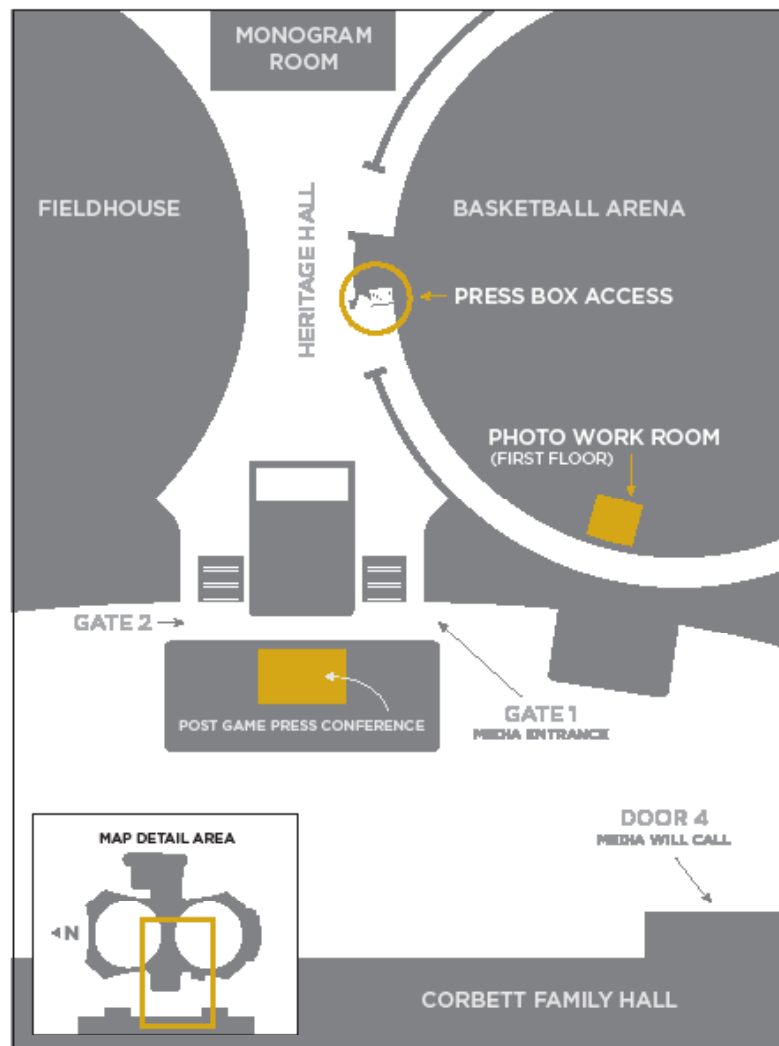 MONOGRAM
ROOM
FIELDHOUSE
HERITAGE HALL
BASKETBALL ARENA
PRESS BOX ACCESS
PHOTO WORK ROOM
(FIRST FLOOR)
GATE 2
POST GAME PRESS CONFERENCE
GATE 1
MEDIA ENTRANCE
DOOR 4
MEDIA WILL CALL
MAP DETAIL AREA
N
CORBETT FAMILY HALL